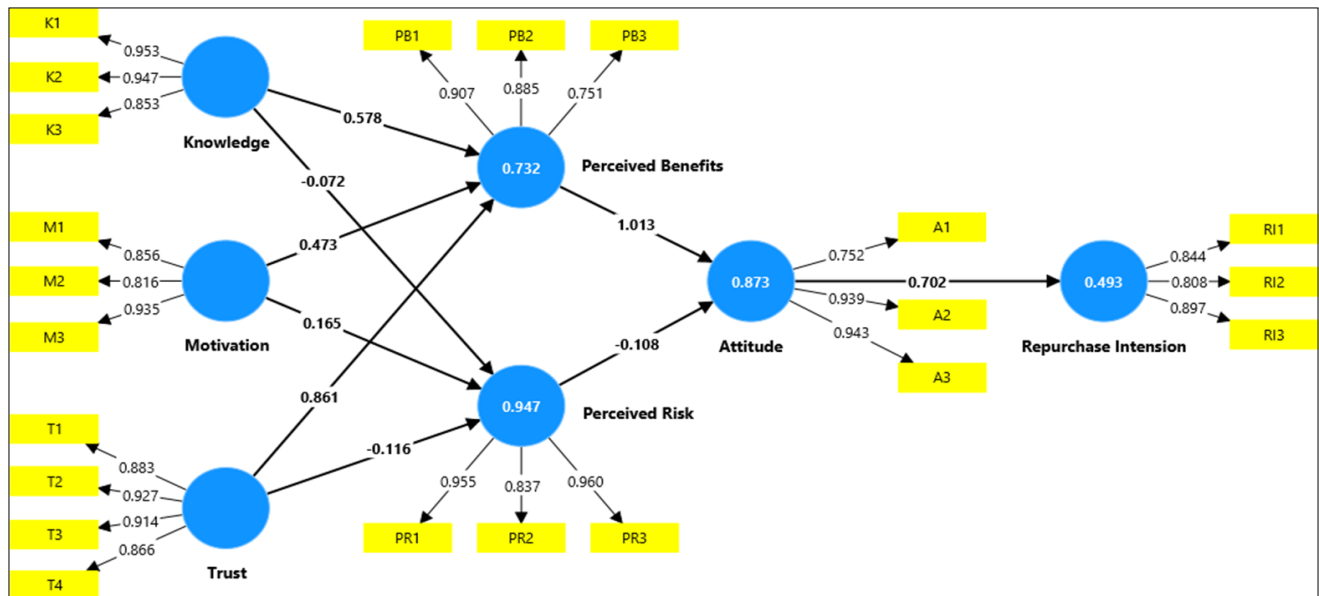 K1
K2
K3
0.953
0.947
0.853
Knowledge
M1
M2
M3
0.856
0.816
0.935
Motivation
T1
T2
T3
T4
0.883
0.927
0.914
0.866
Trust
0.578
-0.072
0.473
0.165
0.861
-0.116
PB1
PB2
PB3
0.907
0.885
0.751
0.732
Perceived Benefits
0.947
Perceived Risk
0.955
0.837
0.960
PR1
PR2
PR3
1.013
-0.108
0.873
Attitude
0.752
0.939
0.943
A1
A2
A3
0.702
0.493
Repurchase Intension
0.844
0.808
0.897
RI1
RI2
RI3